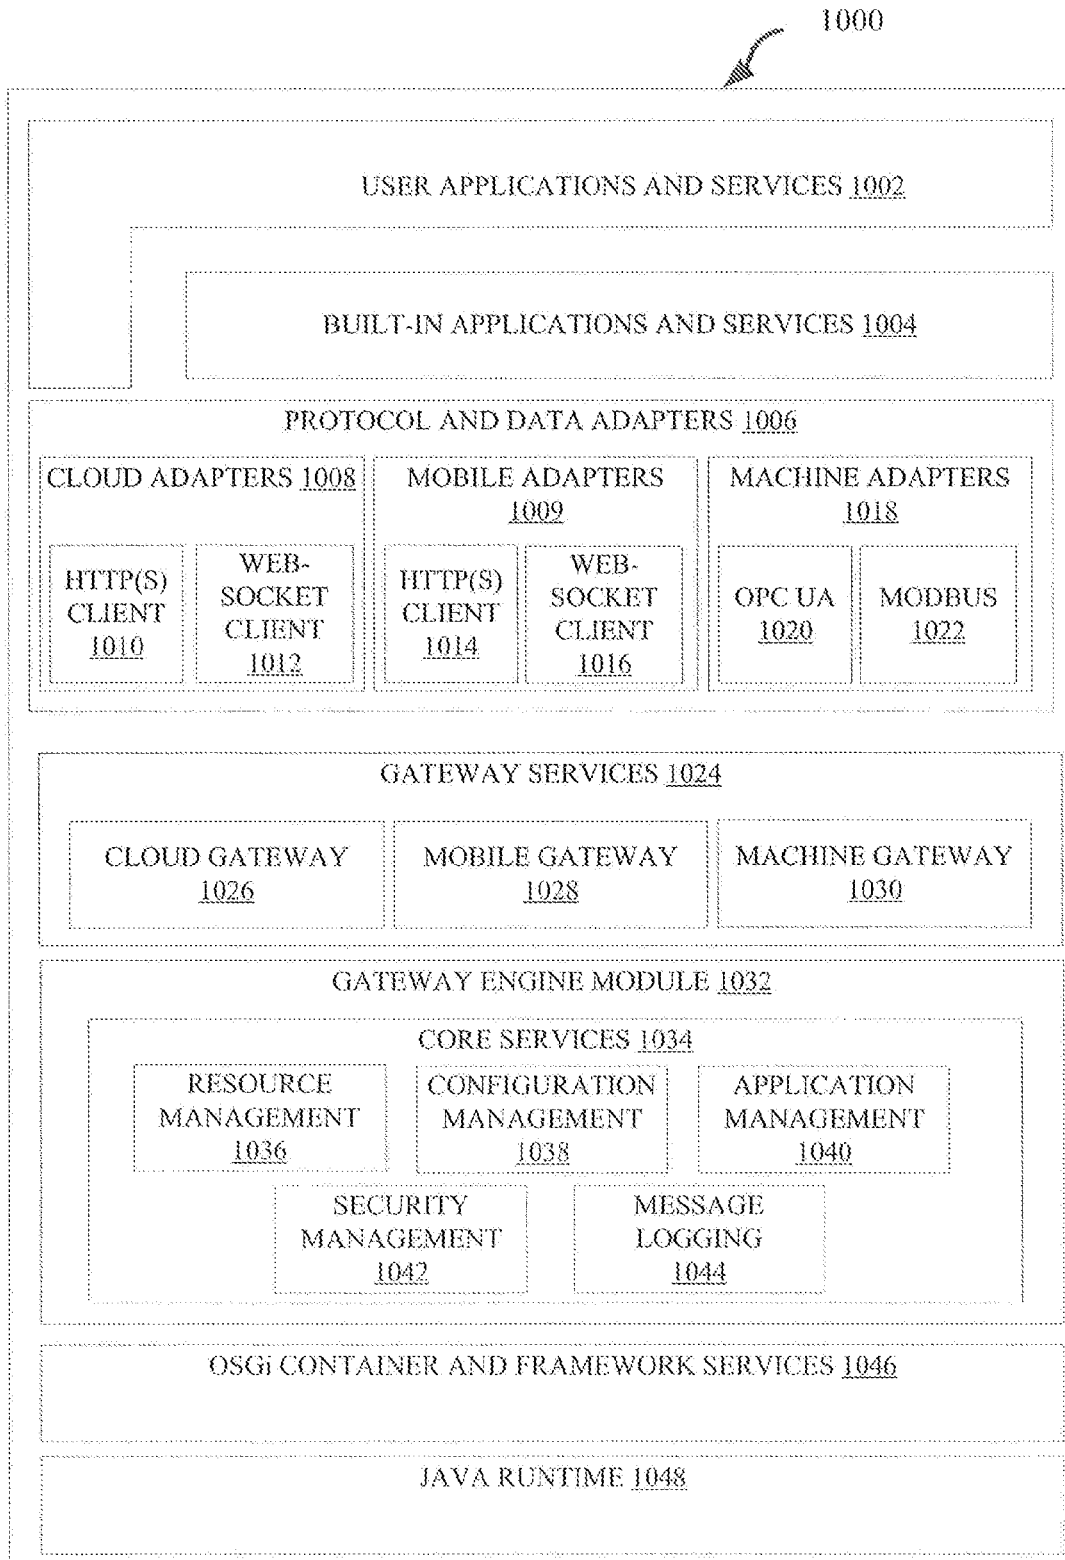 1000
USER APPLICATIONS AND SERVICES 1002
BUILT-IN APPLICATIONS AND SERVICES 1004
PROTOCOL AND DATA ADAPTERS 1006
CLOUD ADAPTERS 1008
HTTP(S)
CLIENT
1010
WEB-
SOCKET
CLIENT
1012
MOBILE ADAPTERS
1009
HTTP(S)
CLIENT
1014
WEB-
SOCKET
CLIENT
1016
MACHINE ADAPTERS
1018
OPC UA
1020
MODBUS
1022
GATEWAY SERVICES 1024
CLOUD GATEWAY
1026
MOBILE GATEWAY
1028
MACHINE GATEWAY
1030
GATEWAY ENGINE MODULE 1032
CORE SERVICES 1034
RESOURCE
MANAGEMENT
1036
CONFIGURATION
MANAGEMENT
1038
APPLICATION
MANAGEMENT
1040
SECURITY
MANAGEMENT
1042
MESSAGE
LOGGING
1044
OSGi CONTAINER AND FRAMEWORK SERVICES 1046
JAVA RUNTIME 1048